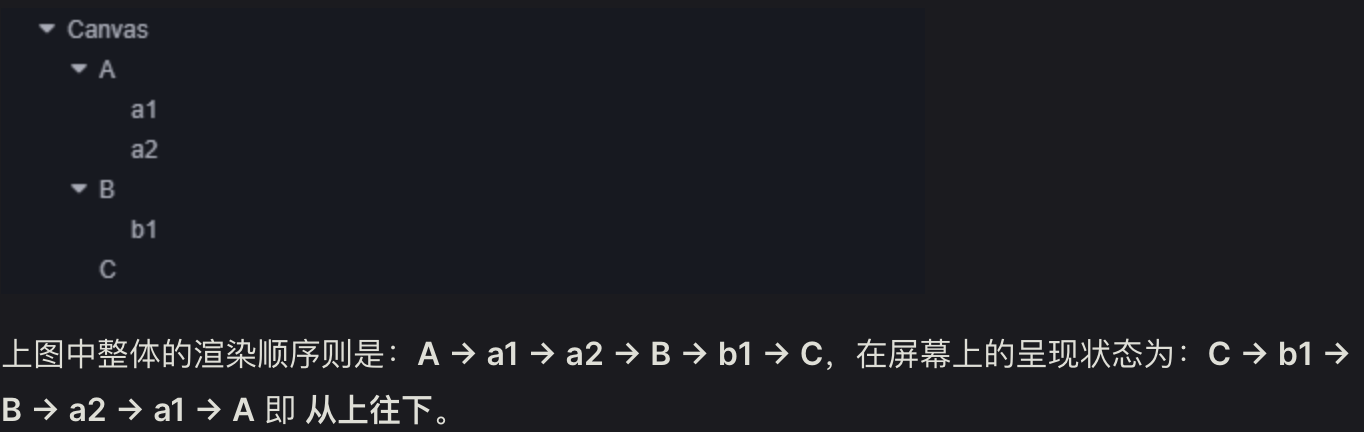 Canvas
A
a1
a2
B
b1
C
上图中整体的渲染顺序则是：A → a1 → a2 → B → b1 → C，在屏幕上的呈现状态为：C → b1 →
B → a2 → a1 → A 即 从上往下。